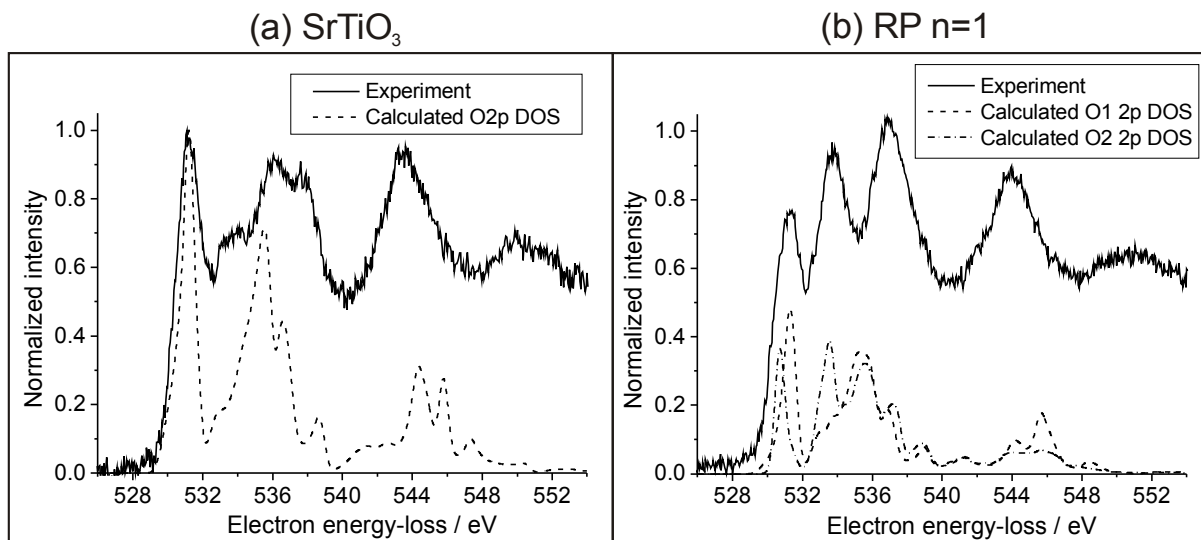 (a) SrTiO₃
Experiment
Calculated O2p DOS
1.0
0.8
0.6
0.4
0.2
0.0
528 532 536 540 544 548 552
Normalized intensity
Electron energy-loss / eV
(b) RP n=1
Experiment
Calculated O1 2p DOS
Calculated O2 2p DOS
1.0
0.8
0.6
0.4
0.2
0.0
528 532 536 540 544 548 552
Normalized intensity
Electron energy-loss / eV